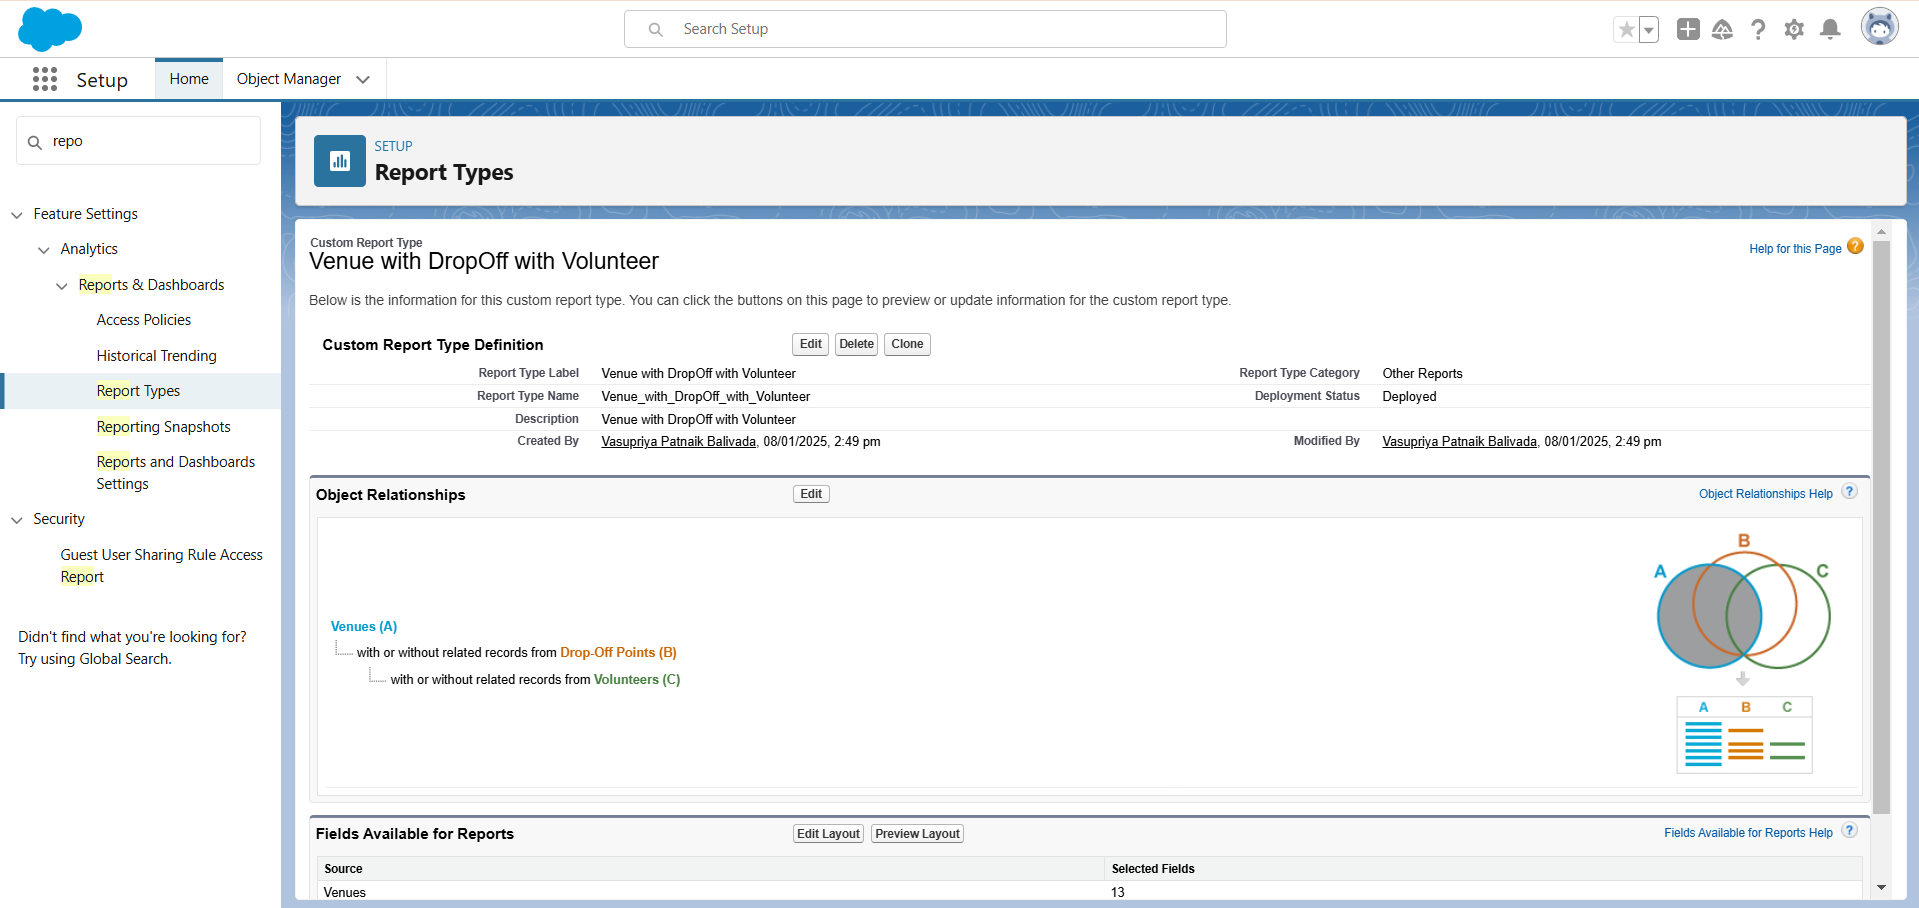 Search Setup
Setup
Home
Object Manager
repo
Feature Settings
Analytics
Reports & Dashboards
Access Policies
Historical Trending
Report Types
Reporting Snapshots
Reports and Dashboards
Settings
Security
Guest User Sharing Rule Access
Report
Didn't find what you're looking for?
Try using Global Search.
SETUP
Report Types
Custom Report Type
Venue with DropOff with Volunteer
Help for this Page ?
Below is the information for this custom report type. You can click the buttons on this page to preview or update information for the custom report type.
Custom Report Type Definition Edit Delete Clone
Report Type Label Venue with DropOff with Volunteer Report Type Category Other Reports
Report Type Name Venue_with_DropOff_with_Volunteer Deployment Status Deployed
Description Venue with DropOff with Volunteer
Created By Vasupriya Patnaik Balivada, 08/01/2025, 2:49 pm Modified By Vasupriya Patnaik Balivada, 08/01/2025, 2:49 pm
Object Relationships Edit Object Relationships Help ?
Venues (A)
with or without related records from Drop-Off Points (B)
with or without related records from Volunteers (C)
B
A
C
A B C
Fields Available for Reports Edit Layout Preview Layout Fields Available for Reports Help ?
Source Selected Fields
Venues 13